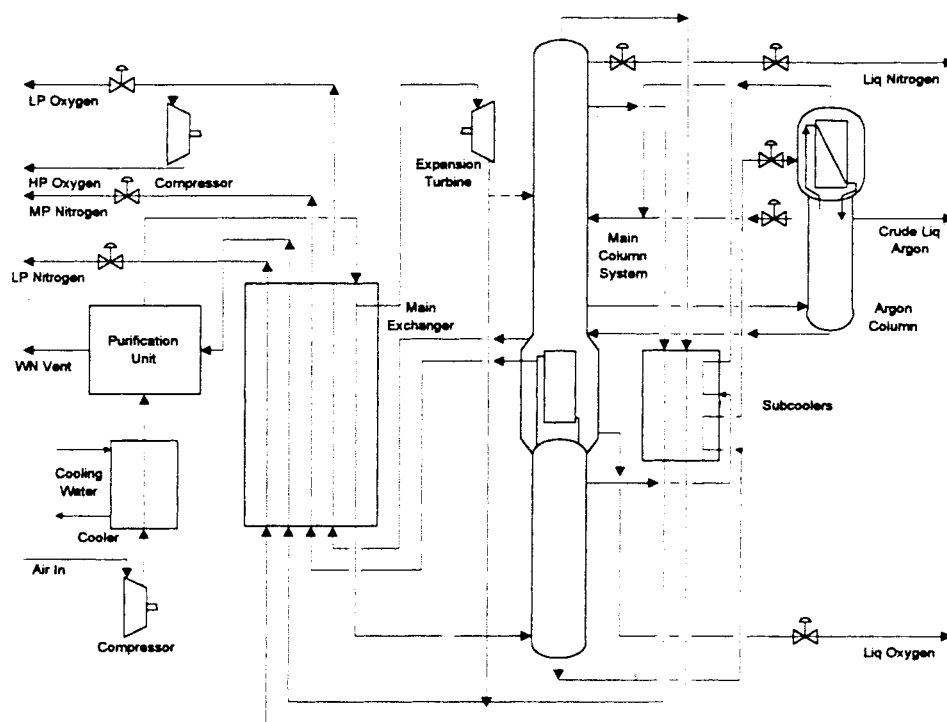 Liq Nitrogen
LP Oxygen
Expansion
Turbine
HP Oxygen
Compressor
MP Nitrogen
Crude Liq
Argon
Main
Column
System
LP Nitrogen
Main
Exchanger
Argon
Column
Purification
Unit
WN Vent
Subcoolers
Cooling
Water
Cooler
Air In
Compressor
Liq Oxygen